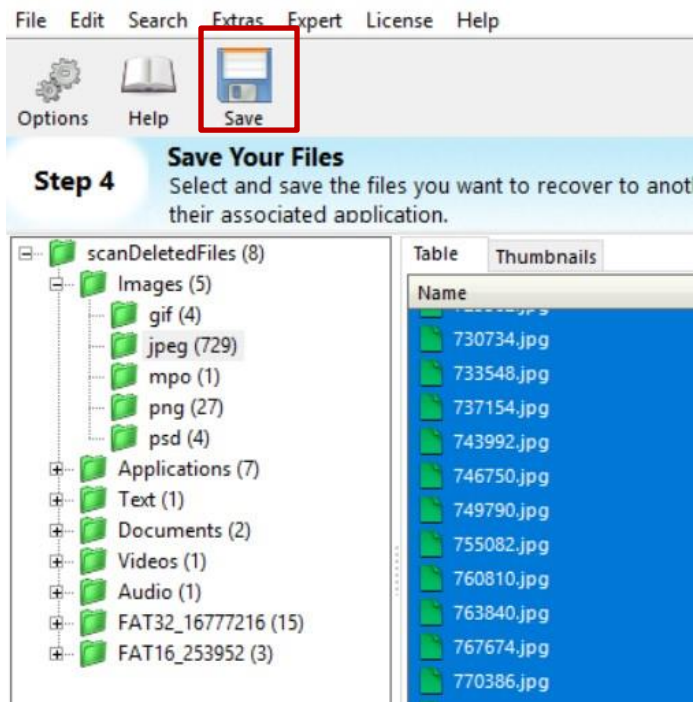 File Edit Search Extras Expert License Help
Options Help Save
Step 4
Save Your Files
Select and save the files you want to recover to
their associated application.
scanDeletedFiles (8)
Images (5)
gif (4)
jpeg (729)
mpo (1)
png (27)
psd (4)
Applications (7)
Text (1)
Documents (2)
Videos (1)
Audio (1)
FAT32_16777216 (15)
FAT16_253952 (3)
Table Thumbnails
Name
730734.jpg
733548.jpg
737154.jpg
743992.jpg
746750.jpg
749790.jpg
755082.jpg
760810.jpg
763840.jpg
767674.jpg
770386.jpg